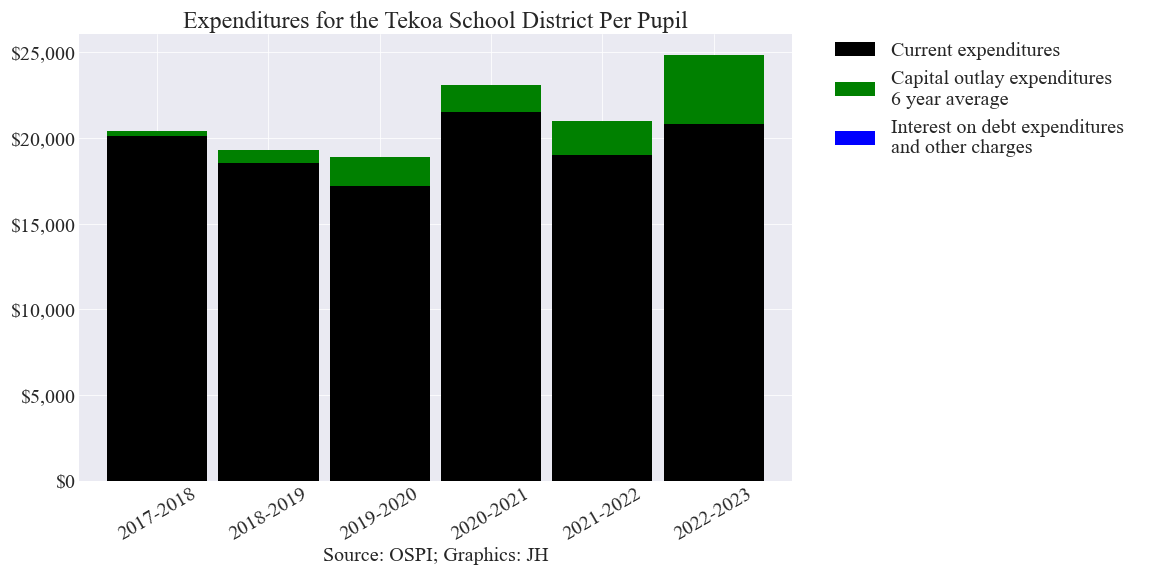 Expenditures for the Tekoa School District Per Pupil
$25,000
$20,000
$15,000
$10,000
$5,000
$0
2017-2018
2018-2019
2019-2020
2020-2021
2021-2022
2022-2023
Source: OSPI; Graphics: JH
Current expenditures
Capital outlay expenditures
6 year average
Interest on debt expenditures
and other charges